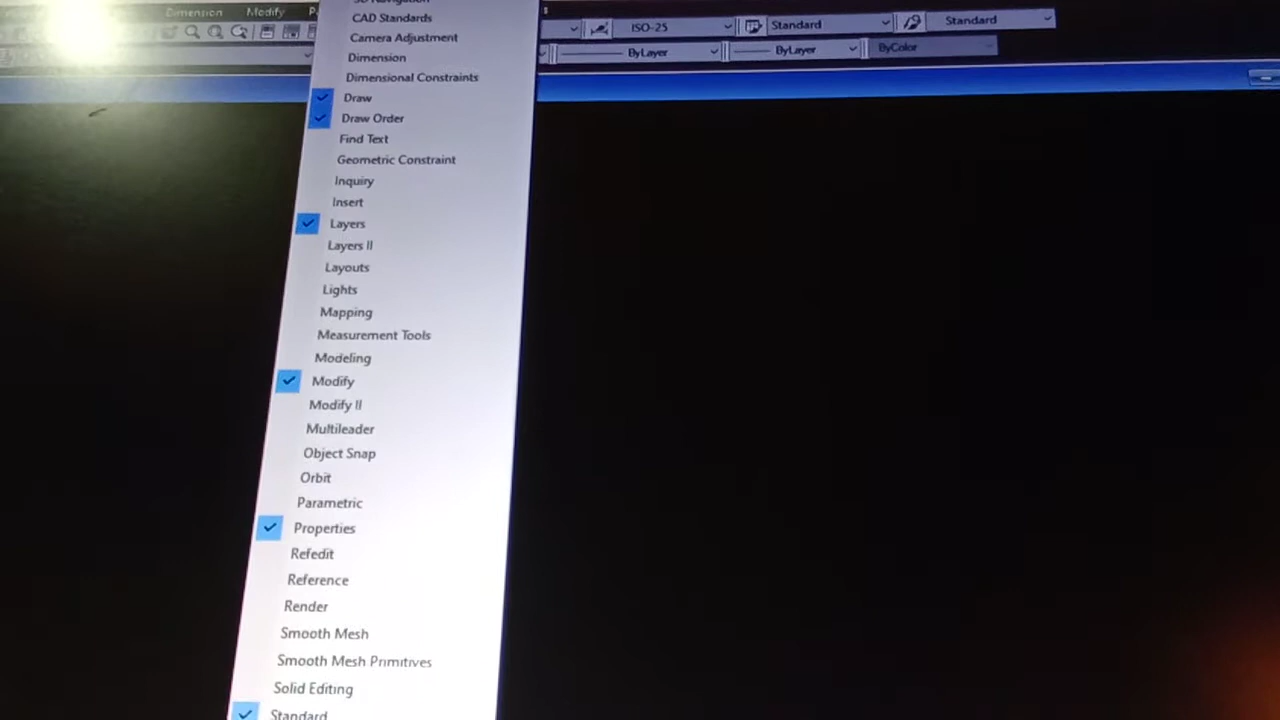 Dimension Modify
ISO-25 Standard Standard
ByLayer ByLayer ByColor
CAD Standards
Camera Adjustment
Dimension
Dimensional Constraints
Draw
Draw Order
Find Text
Geometric Constraint
Inquiry
Insert
Layers
Layers II
Layouts
Lights
Mapping
Measurement Tools
Modeling
Modify
Modify II
Multileader
Object Snap
Orbit
Parametric
Properties
Refedit
Reference
Render
Smooth Mesh
Smooth Mesh Primitives
Solid Editing
Standard